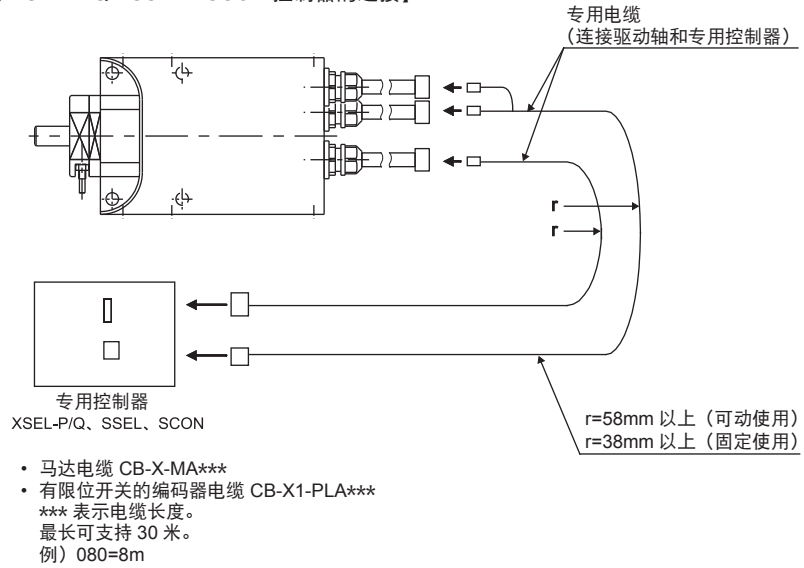 专用电缆
（连接驱动轴和专用控制器）
r
r
专用控制器
XSEL-P/Q、SSEL、SCON
r=58mm 以上（可动使用）
r=38mm 以上（固定使用）
• 马达电缆 CB-X-MA***
• 有限位开关的编码器电缆 CB-X1-PLA***
*** 表示电缆长度。
最长可支持 30 米。
例）080=8m